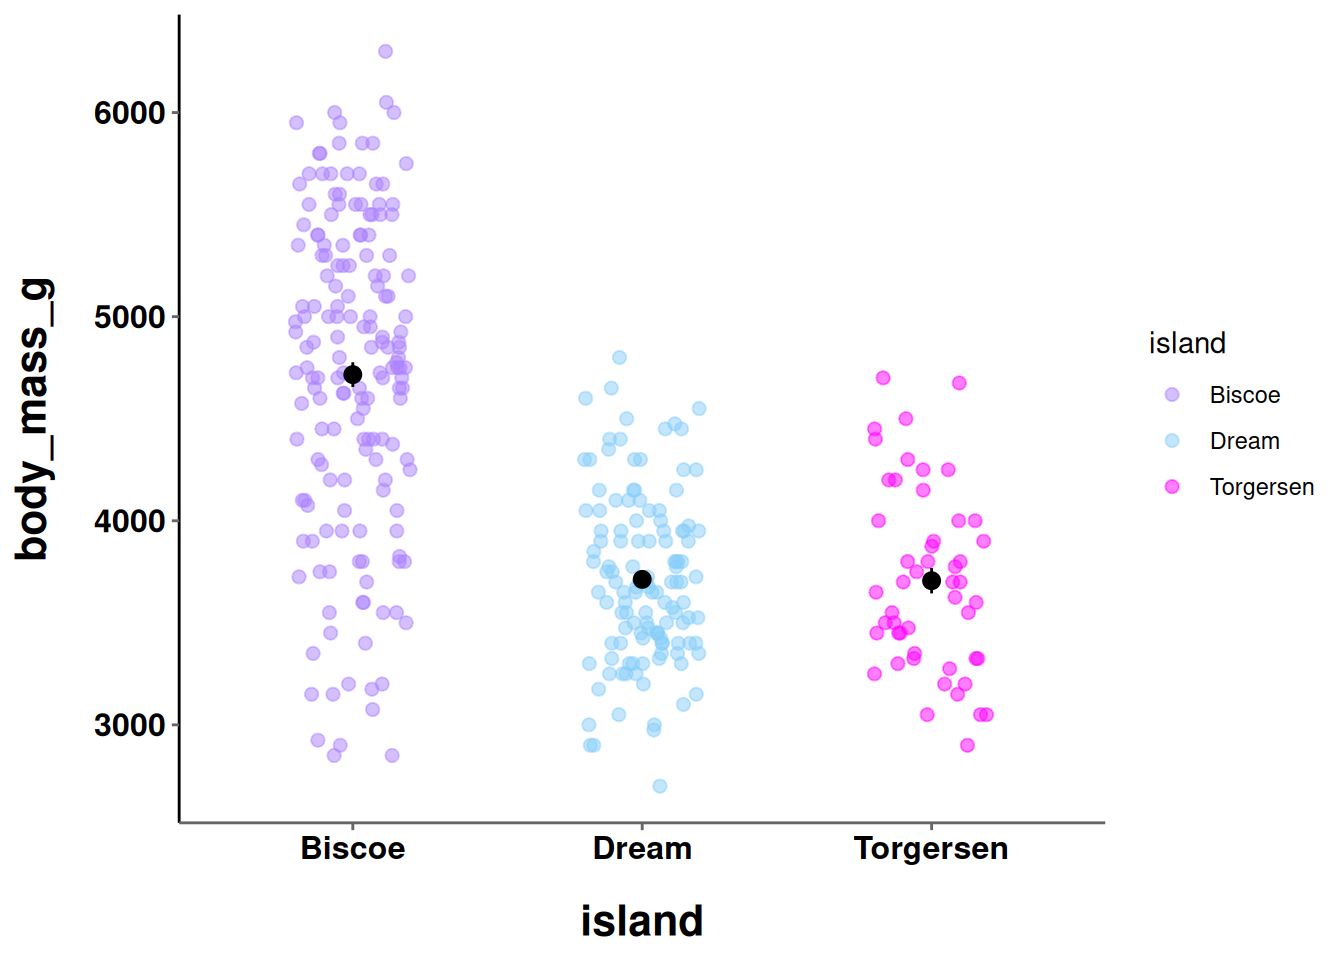 body_mass_g
6000
5000
4000
3000
Biscoe Dream Torgersen
island
island
Biscoe
Dream
Torgersen